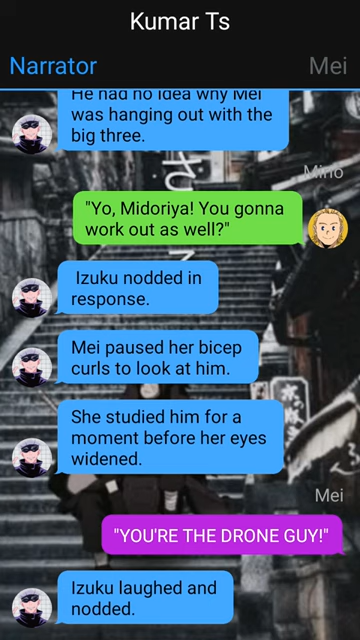 Kumar Ts
Narrator
Mei
He had no idea why Mei
was hanging out with the
big three.
Mirio
"Yo, Midoriya! You gonna
work out as well?"
Izuku nodded in
response.
Mei paused her bicep
curls to look at him.
She studied him for a
moment before her eyes
widened.
Mei
"YOU'RE THE DRONE GUY!"
Izuku laughed and
nodded.